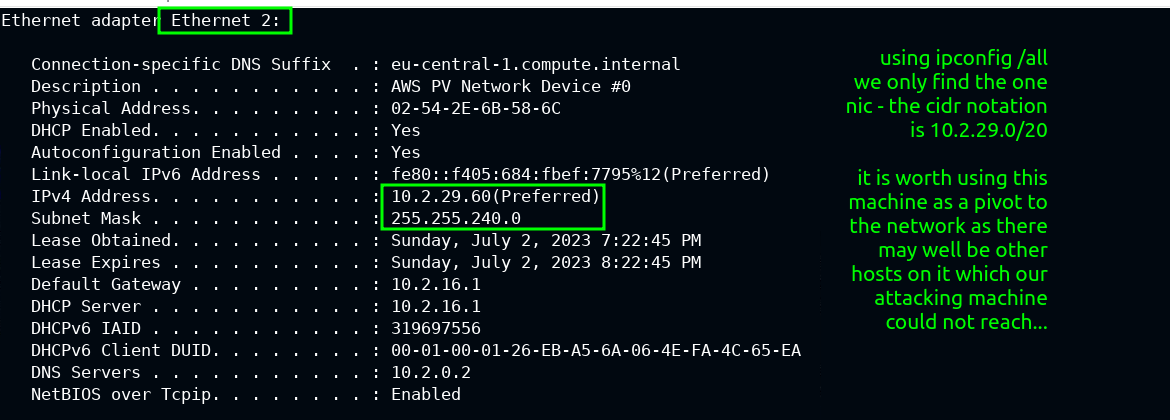 Ethernet adapter Ethernet 2:
Connection-specific DNS Suffix  . : eu-central-1.compute.internal
Description . . . . . . . . . . . : AWS PV Network Device #0
Physical Address. . . . . . . . . : 02-54-2E-6B-58-6C
DHCP Enabled. . . . . . . . . . . : Yes
Autoconfiguration Enabled . . . . : Yes
Link-local IPv6 Address . . . . . : fe80::f405:684:fbef:7795%12(Preferred)
IPv4 Address. . . . . . . . . . . : 10.2.29.60(Preferred)
Subnet Mask . . . . . . . . . . . : 255.255.240.0
Lease Obtained. . . . . . . . . . : Sunday, July 2, 2023 7:22:45 PM
Lease Expires . . . . . . . . . . : Sunday, July 2, 2023 8:22:45 PM
Default Gateway . . . . . . . . . : 10.2.16.1
DHCP Server . . . . . . . . . . . : 10.2.16.1
DHCPv6 IAID . . . . . . . . . . . : 319697556
DHCPv6 Client DUID. . . . . . . . : 00-01-00-01-26-EB-A5-6A-06-4E-FA-4C-65-EA
DNS Servers . . . . . . . . . . . : 10.2.0.2
NetBIOS over Tcpip. . . . . . . . : Enabled
using ipconfig /all
we only find the one
nic - the cidr notation
is 10.2.29.0/20
it is worth using this
machine as a pivot to
the network as there
may well be other
hosts on it which our
attacking machine
could not reach...